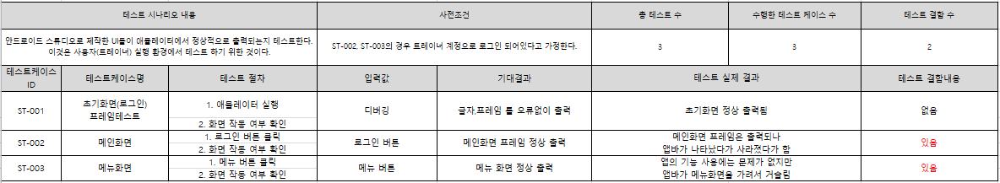 테스트 시나리오 내용 사전조건 총 테스트 수 수행한 테스트 케이스 수 테스트 결함 수
안드로이드 스튜디오로 제작한 UI들이 애뮬레이터에서 정상적으로 출력되는지 테스트한다.
이것은 사용자(트레이너) 실행 환경에서 테스트 하기 위한 것이다.
ST-002, ST-003의 경우 트레이너 계정으로 로그인 되어있다고 가정한다.
3 3 2
테스트케이스
ID
테스트케이스명 테스트 절차 입력값 기대결과 테스트 실제 결과 테스트 결함내용
ST-001
초기화면(로그인)
프레임테스트
1. 애뮬레이터 실행
2. 화면 작동 여부 확인
디버깅 글자,프레임 틀 오류없이 출력 초기화면 정상 출력됨 없음
ST-002 메인화면
1. 로그인 버튼 클릭
2. 화면 작동 여부 확인
로그인 버튼 메인화면 프레임 정상 출력
메인화면 프레임은 출력되나
앱바가 나타났다가 사라졌다가 함
있음
ST-003 메뉴화면
1. 메뉴 버튼 클릭
2. 화면 작동 여부 확인
메뉴 버튼 메뉴 화면 정상 출력
앱의 기능 사용에는 문제가 없지만
앱바가 메뉴화면을 가려서 거슬림
있음